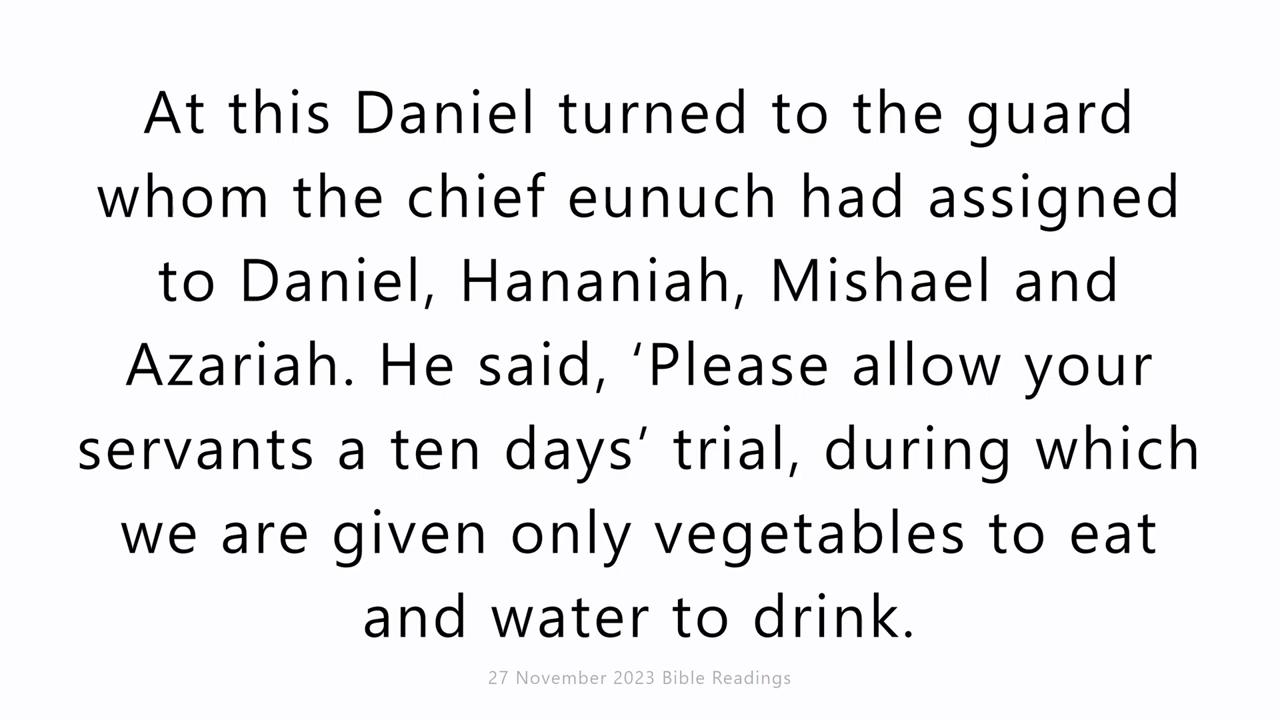 At this Daniel turned to the guard
whom the chief eunuch had assigned
to Daniel, Hananiah, Mishael and
Azariah. He said, ‘Please allow your
servants a ten days’ trial, during which
we are given only vegetables to eat
and water to drink.
27 November 2023 Bible Readings